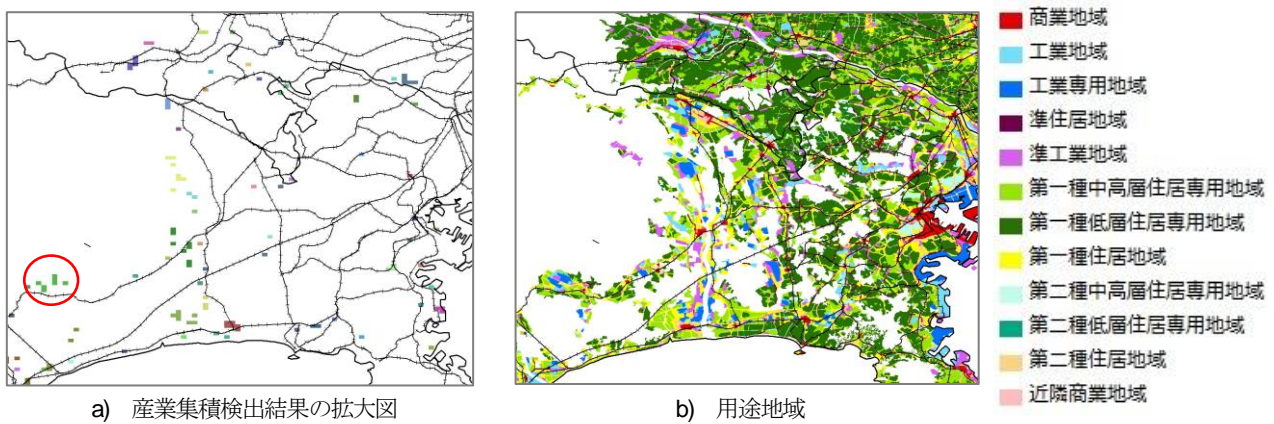 商業地域
工業地域
工業専用地域
準住居地域
準工業地域
第一種中高層住居専用地域
第一種低層住居専用地域
第一種住居地域
第二種中高層住居専用地域
第二種低層住居専用地域
第二種住居地域
近隣商業地域
a) 産業集積検出結果の拡大図
b) 用途地域